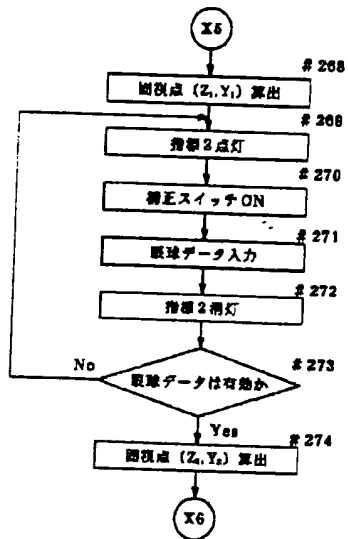 X5
#268
固視点 (Z₁,Y₁) 算出
#269
指標2点灯
#270
補正スイッチON
#271
眼球データ入力
#272
指標2消灯
#273
No
眼球データは有効か
Yes
#274
固視点 (Z₂,Y₂) 算出
X6